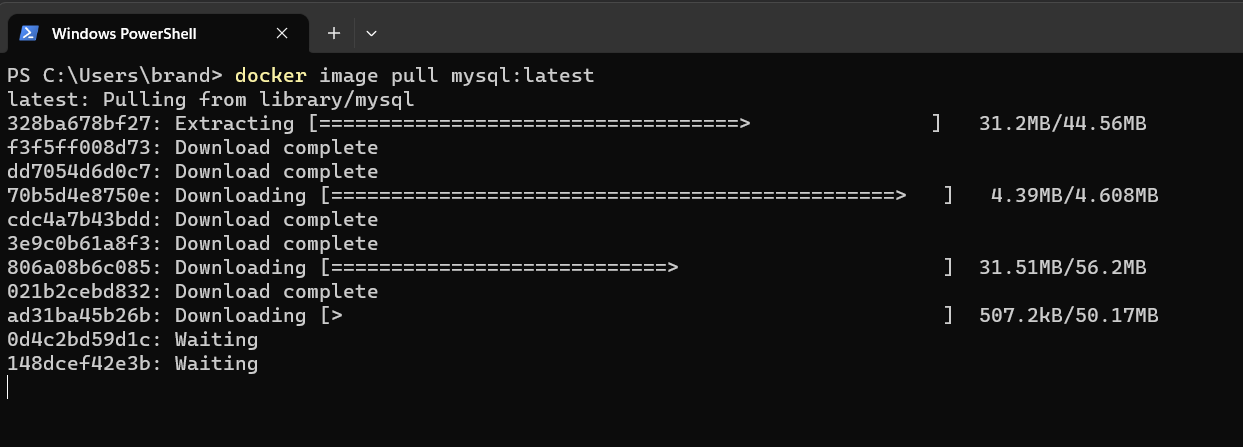 Windows PowerShell
PS C:\Users\brand> docker image pull mysql:latest
latest: Pulling from library/mysql
328ba678bf27: Extracting [===================================>               ]   31.2MB/44.56MB
f3f5ff008d73: Download complete
dd7054d6d0c7: Download complete
70b5d4e8750e: Downloading [===============================================>   ]   4.39MB/4.608MB
cdc4a7b43bdd: Download complete
3e9c0b61a8f3: Download complete
806a08b6c085: Downloading [============================>                      ]  31.51MB/56.2MB
021b2cebd832: Download complete
ad31ba45b26b: Downloading [>                                                  ]  507.2kB/50.17MB
0d4c2bd59d1c: Waiting
148dcef42e3b: Waiting